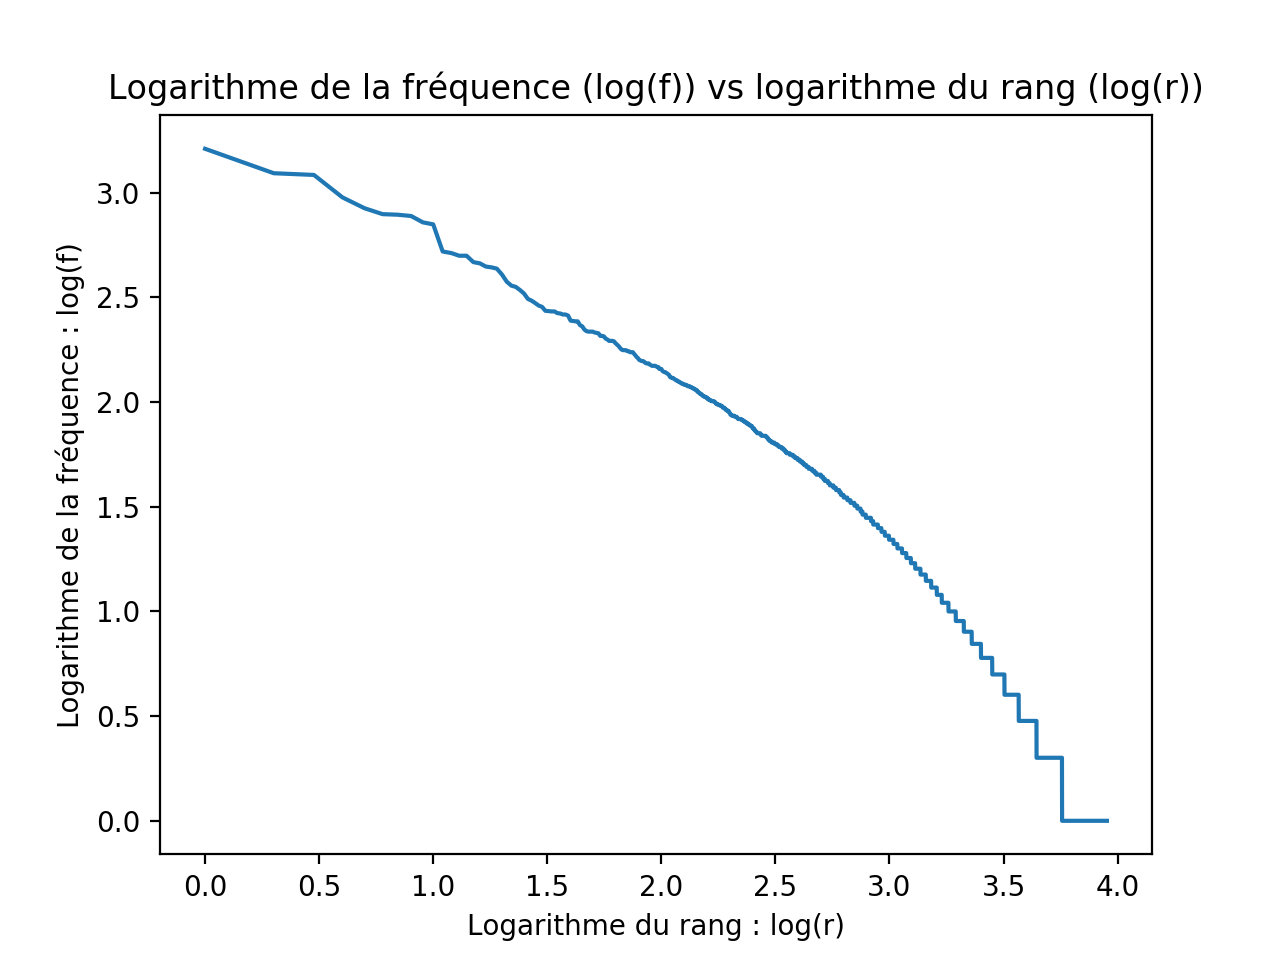 Logarithme de la fréquence (log(f)) vs logarithme du rang (log(r))
Logarithme de la fréquence : log(f)
3.0
2.5
2.0
1.5
1.0
0.5
0.0
0.0 0.5 1.0 1.5 2.0 2.5 3.0 3.5 4.0
Logarithme du rang : log(r)